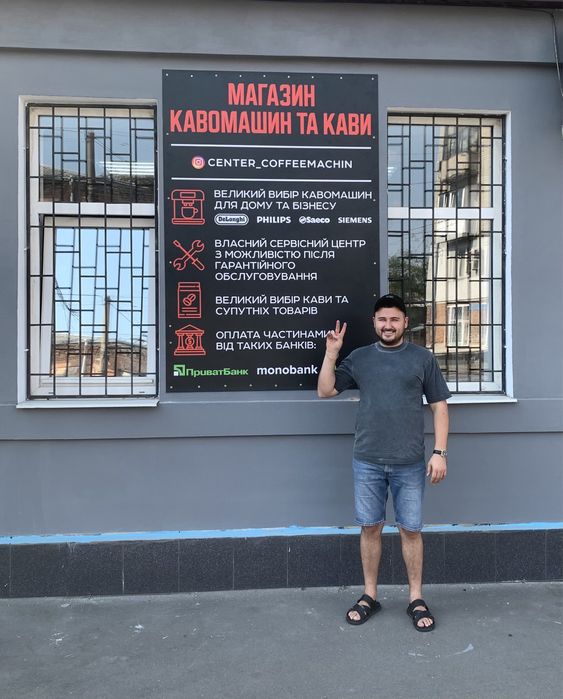 МАГАЗИН
КАВОМАШИН ТА КАВИ
CENTER_COFFEEMACHIN
ВЕЛИКИЙ ВИБІР КАВОМАШИН
ДЛЯ ДОМУ ТА БІЗНЕСУ
DeLonghi PHILIPS Saeco SIEMENS
ВЛАСНИЙ СЕРВІСНИЙ ЦЕНТР
З МОЖЛИВІСТЮ ПІСЛЯ
ГАРАНТІЙНОГО
ОБСЛУГОВУВАННЯ
ВЕЛИКИЙ ВИБІР КАВИ ТА
СУПУТНІХ ТОВАРІВ
ОПЛАТА ЧАСТИНАМИ
ВІД ТАКИХ БАНКІВ:
ПриватБанк monobank